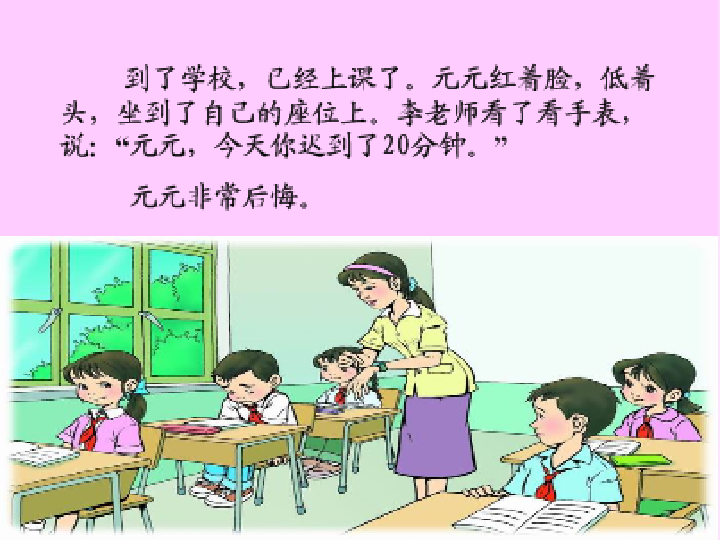 到了学校，已经上课了。元元红着脸，低着
头，坐到了自己的座位上。李老师看了看手表，
说：“元元，今天你迟到了20分钟。”
元元非常后悔。